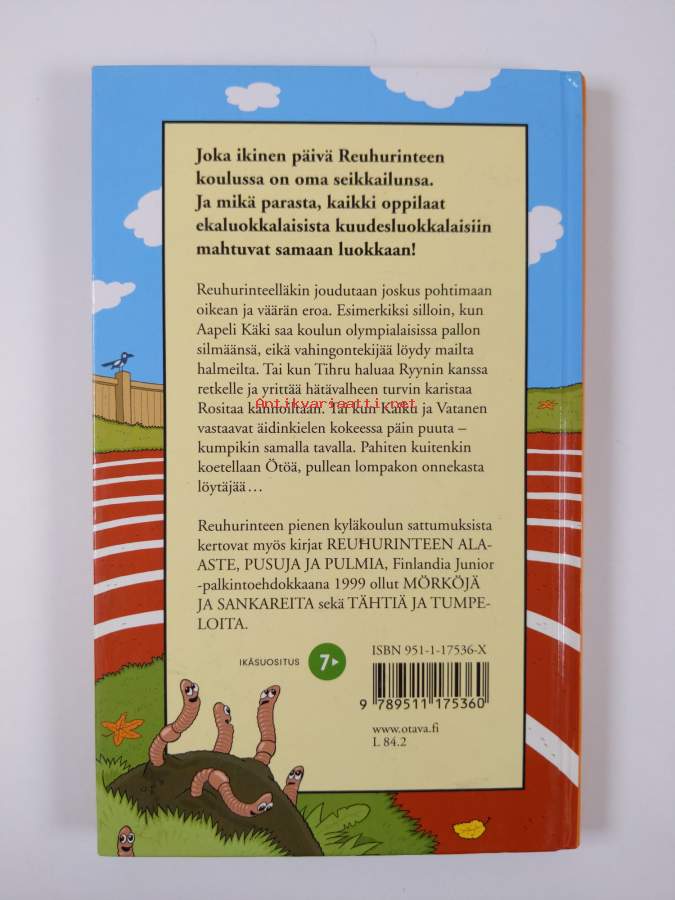 Joka ikinen päivä Reuhurinteen
koulussa on oma seikkailunsa.
Ja mikä parasta, kaikki oppilaat
ekaluokkalaisista kuudesluokkalaisiin
mahtuvat samaan luokkaan!
Reuhurinteelläkin joudutaan joskus pohtimaan
oikean ja väärän eroa. Esimerkiksi silloin, kun
Aapeli Käki saa koulun olympialaisissa pallon
silmäänsä, eikä vahingontekijää löydy mailta
halmeilta. Tai kun Tihru haluaa Ryynin kanssa
retkelle ja yrittää hätävalheen turvin karistaa
Antikvariaatti.net
Rositaa kannoiltaan. Tai kun Kaiku ja Vatanen
vastaavat äidinkielen kokeessa päin puuta –
kumpikin samalla tavalla. Pahiten kuitenkin
koetellaan Ötöä, pullean lompakon onnekasta
löytäjää…
Reuhurinteen pienen kyläkoulun sattumuksista
kertovat myös kirjat REUHURINTEEN ALA-
ASTE, PUSUJA JA PULMIA, Finlandia Junior
-palkintoehdokkaana 1999 ollut MÖRKÖJÄ
JA SANKAREITA sekä TÄHTIÄ JA TUMPE-
LOITA.
IKÄSUOSITUS 7
ISBN 951-1-17536-X
9 789511 175360
www.otava.fi
L 84.2